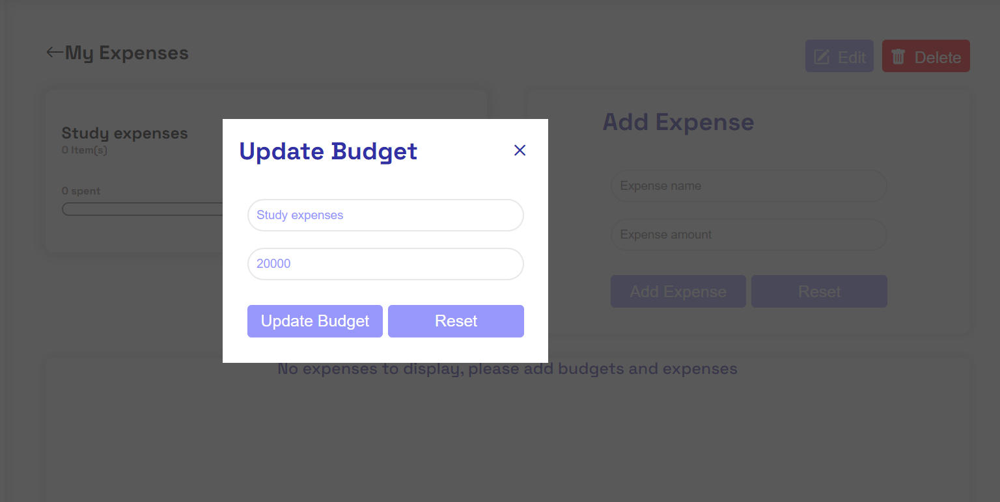 My Expenses
Edit
Delete
Study expenses
0 Item(s)
0 spent
Add Expense
Expense name
Expense amount
Add Expense
Reset
Update Budget
Study expenses
20000
Update Budget
Reset
No expenses to display, please add budgets and expenses